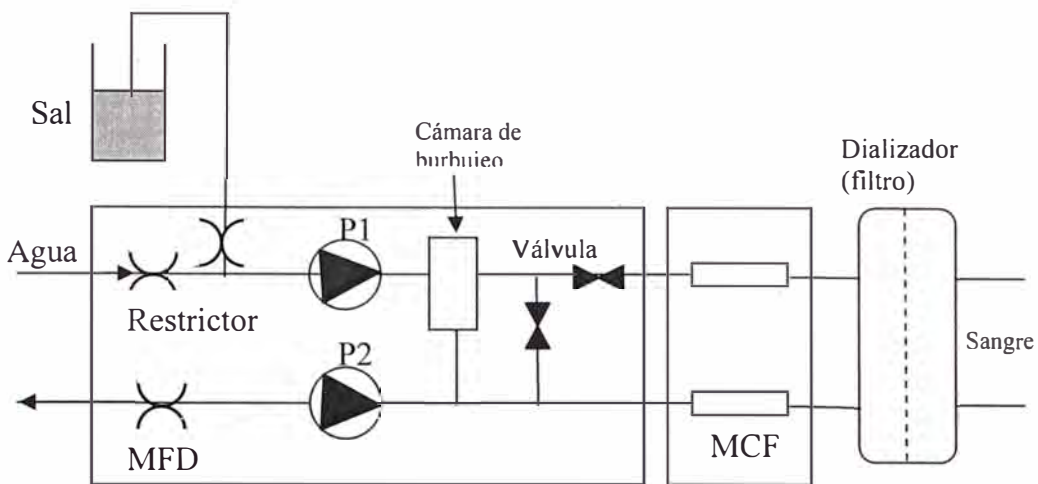 Sal
Cámara de
burbujeo
Dializador
(filtro)
P1
Agua
Válvula
Restrictor
Sangre
P2
MFD
MCF